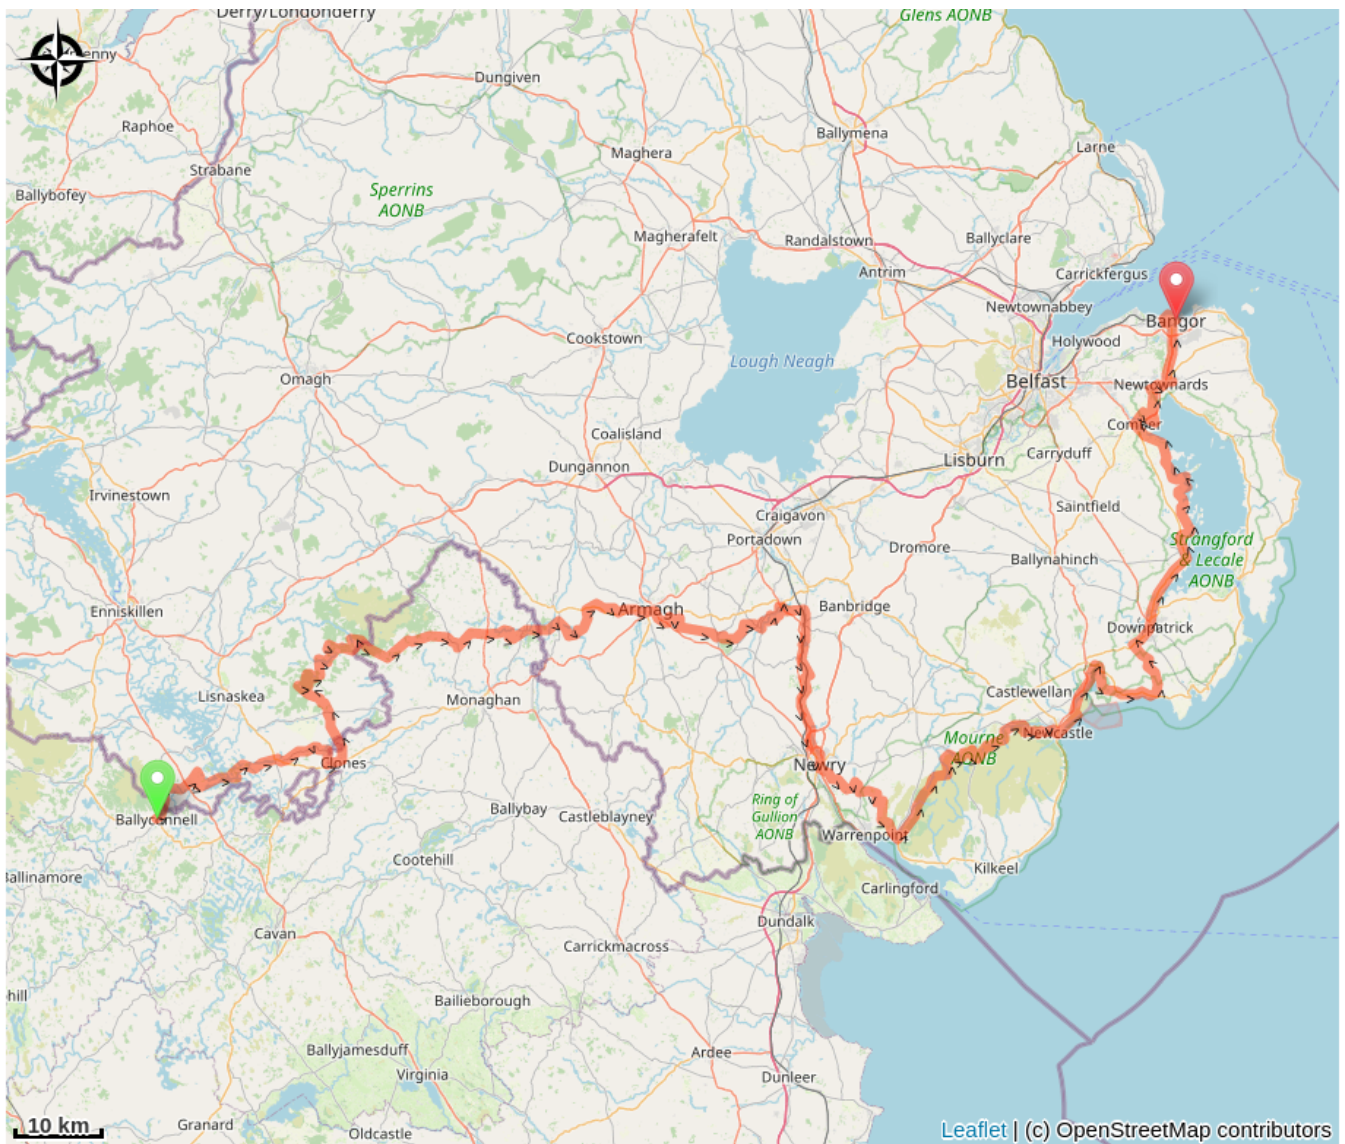 Derry/Londonderry
Glens AONB
enny
Dungiven
Raphoe
Ballymena
Strabane
Maghera
Larne
Ballybofey
Sperrins
AONB
Magherafelt
Randalstown
Ballyclare
Antrim
Carrickfergus
Newtownabbey
Bangor
Cookstown
Holywood
Lough Neagh
Omagh
Belfast
Newtownards
Coalisland
Comber
Dungannon
Lisburn
Carryduff
Irvinestown
Craigavon
Saintfield
Portadown
Dromore
Ballynahinch
Strangford
& Lecale
AONB
Enniskillen
Armagh
Banbridge
Downpatrick
Lisnaskea
Monaghan
Castlewellan
Newcastle
Mourne
AONB
Clones
Newry
Ballyconnell
Ballybay
Castleblayney
Ring of
Gullion
AONB
Warrenpoint
Cootehill
Kilkeel
Ballinamore
Carlingford
Cavan
Dundalk
Carrickmacross
hill
Bailieborough
Ballyjamesduff
Ardee
Virginia
Dunleer
Granard
Oldcastle
10 km
Leaflet | (c) OpenStreetMap contributors